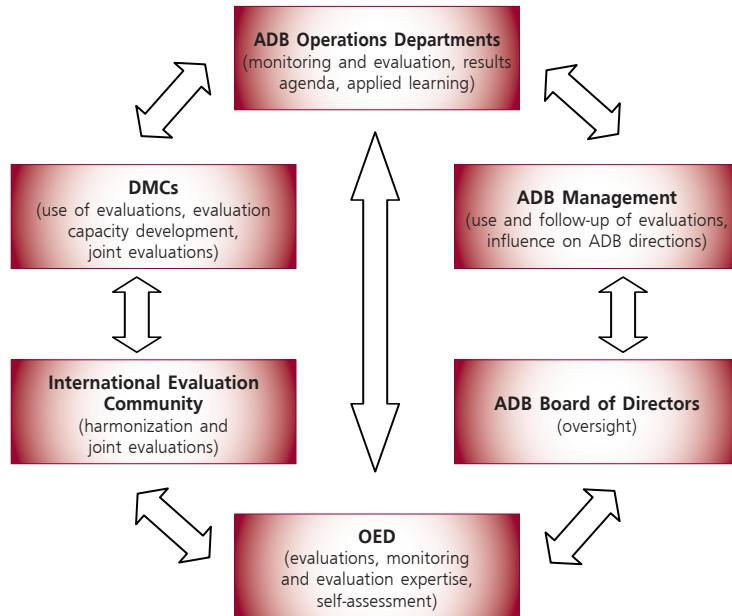 ADB Operations Departments
(monitoring and evaluation, results
agenda, applied learning)
DMCs
(use of evaluations, evaluation
capacity development,
joint evaluations)
ADB Management
(use and follow-up of evaluations,
influence on ADB directions)
International Evaluation
Community
(harmonization and
joint evaluations)
ADB Board of Directors
(oversight)
OED
(evaluations, monitoring
and evaluation expertise,
self-assessment)